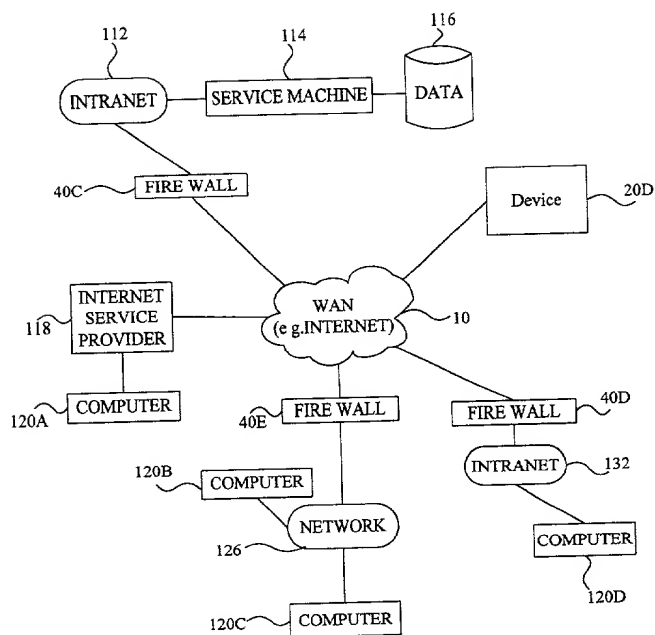 112
114
116
INTRANET
SERVICE MACHINE
DATA
40C
FIRE WALL
Device
20D
INTERNET
SERVICE
PROVIDER
118
WAN
(e g.INTERNET)
10
120A
COMPUTER
40E
FIRE WALL
FIRE WALL
40D
120B
COMPUTER
INTRANET
132
NETWORK
126
COMPUTER
120D
120C
COMPUTER